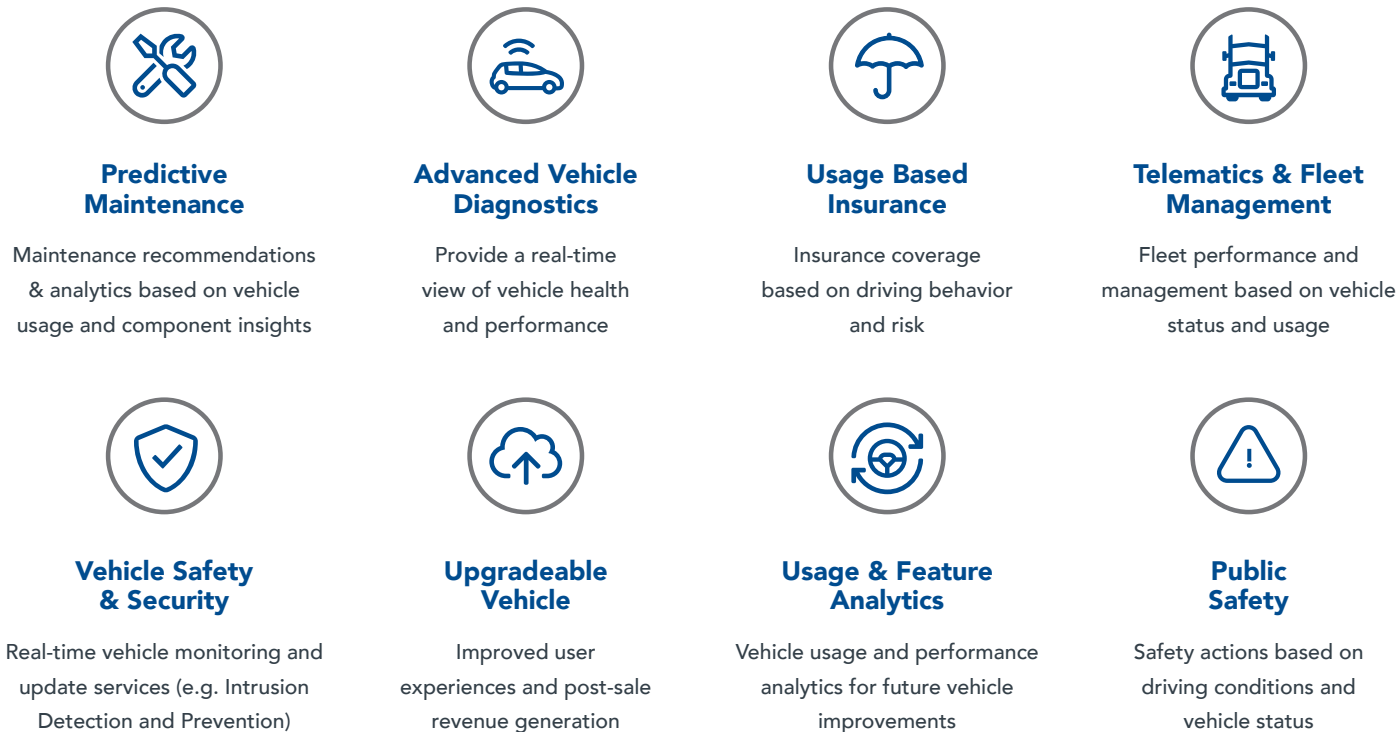 Predictive
Maintenance
Maintenance recommendations
& analytics based on vehicle
usage and component insights
Advanced Vehicle
Diagnostics
Provide a real-time
view of vehicle health
and performance
Usage Based
Insurance
Insurance coverage
based on driving behavior
and risk
Telematics & Fleet
Management
Fleet performance and
management based on vehicle
status and usage
Vehicle Safety
& Security
Real-time vehicle monitoring and
update services (e.g. Intrusion
Detection and Prevention)
Upgradeable
Vehicle
Improved user
experiences and post-sale
revenue generation
Usage & Feature
Analytics
Vehicle usage and performance
analytics for future vehicle
improvements
Public
Safety
Safety actions based on
driving conditions and
vehicle status